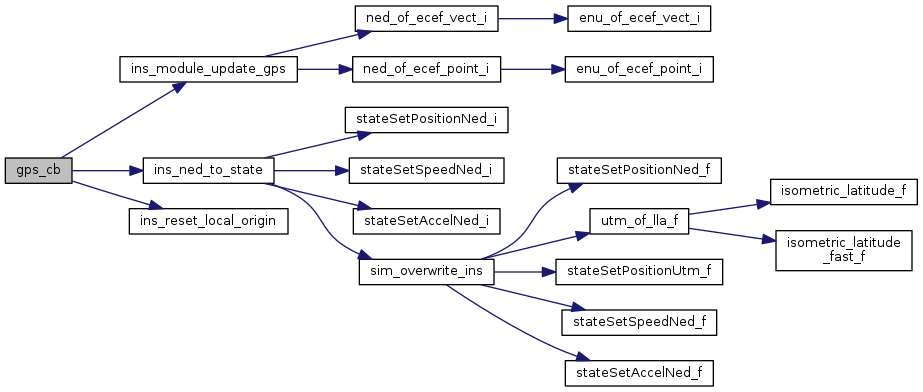 gps_cb
ins_module_update_gps
ned_of_ecef_vect_i
enu_of_ecef_vect_i
ned_of_ecef_point_i
enu_of_ecef_point_i
ins_ned_to_state
stateSetPositionNed_i
stateSetSpeedNed_i
stateSetAccelNed_i
sim_overwrite_ins
stateSetPositionNed_f
utm_of_lla_f
isometric_latitude_f
isometric_latitude
_fast_f
stateSetPositionUtm_f
stateSetSpeedNed_f
stateSetAccelNed_f
ins_reset_local_origin